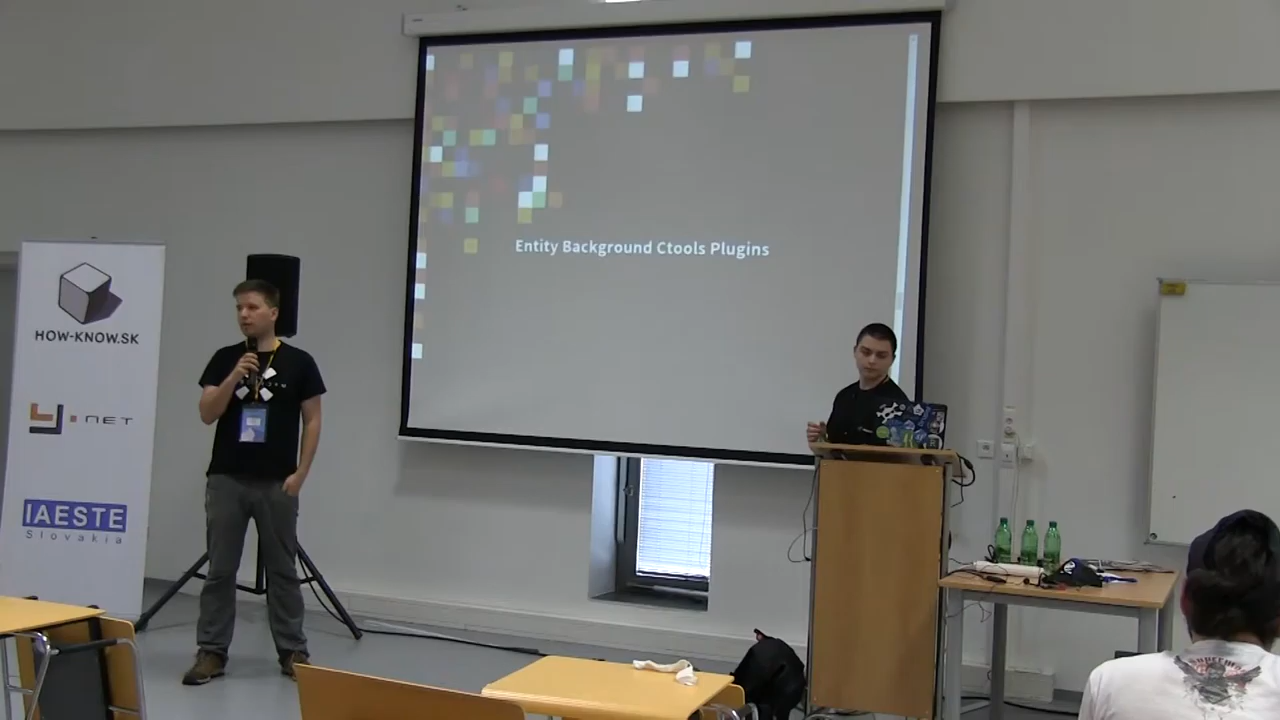 Entity Background Ctools Plugins
HOW-KNOW.SK
NET
IAESTE
Slovakia